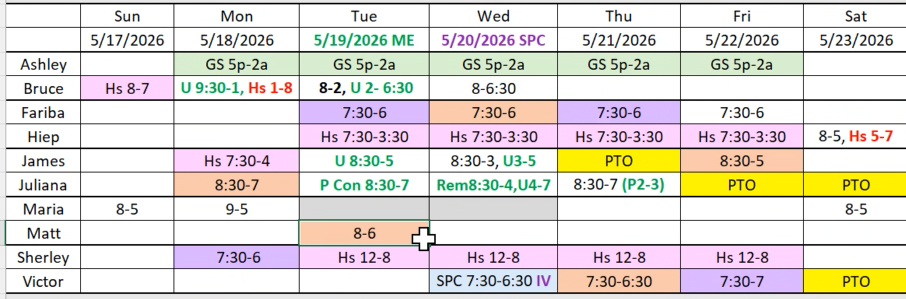 Sun Mon Tue Wed Thu Fri Sat
5/17/2026 5/18/2026 5/19/2026 ME 5/20/2026 SPC 5/21/2026 5/22/2026 5/23/2026
Ashley GS 5p-2a GS 5p-2a GS 5p-2a GS 5p-2a GS 5p-2a
Bruce Hs 8-7 U 9:30-1, Hs 1-8 8-2, U 2- 6:30 8-6:30
Fariba 7:30-6 7:30-6 7:30-6 7:30-6
Hiep Hs 7:30-3:30 Hs 7:30-3:30 Hs 7:30-3:30 Hs 7:30-3:30 8-5, Hs 5-7
James Hs 7:30-4 U 8:30-5 8:30-3, U3-5 PTO 8:30-5
Juliana 8:30-7 P Con 8:30-7 Rem8:30-4,U4-7 8:30-7 (P2-3) PTO PTO
Maria 8-5 9-5 8-5
Matt 8-6
Sherley 7:30-6 Hs 12-8 Hs 12-8 Hs 12-8 Hs 12-8
Victor SPC 7:30-6:30 IV 7:30-6:30 7:30-7 PTO